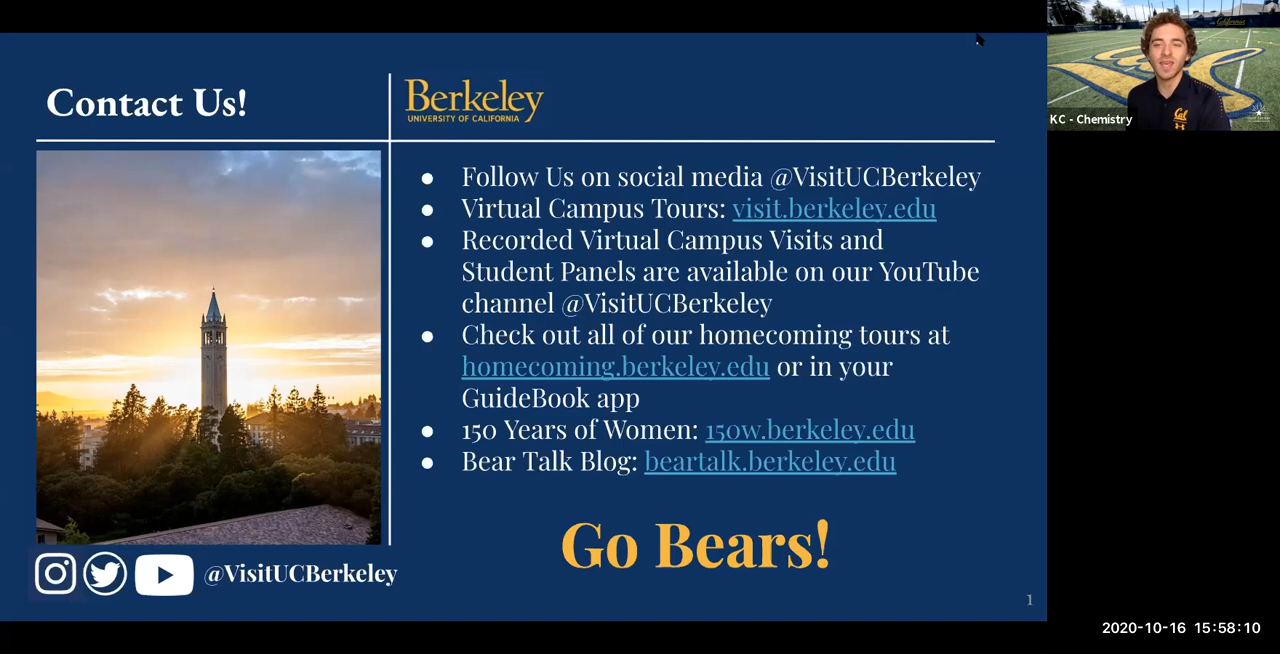 Contact Us!
Berkeley
UNIVERSITY OF CALIFORNIA
● Follow Us on social media @VisitUCBerkeley
● Virtual Campus Tours: visit.berkeley.edu
● Recorded Virtual Campus Visits and
Student Panels are available on our YouTube
channel @VisitUCBerkeley
● Check out all of our homecoming tours at
homecoming.berkeley.edu or in your
GuideBook app
● 150 Years of Women: 150w.berkeley.edu
● Bear Talk Blog: beartalk.berkeley.edu
Go Bears!
@VisitUCBerkeley
1
California
Cal
KC - Chemistry
2020-10-16 15:58:10